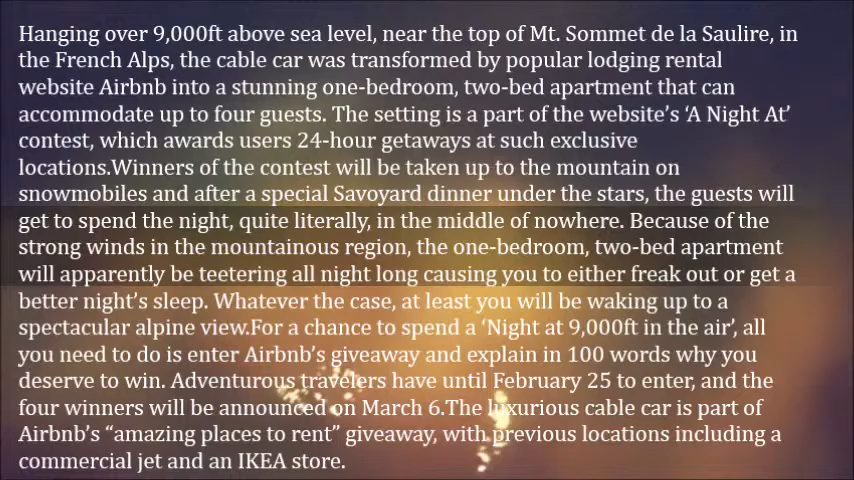 Hanging over 9,000ft above sea level, near the top of Mt. Sommet de la Saulire, in
the French Alps, the cable car was transformed by popular lodging rental
website Airbnb into a stunning one-bedroom, two-bed apartment that can
accommodate up to four guests. The setting is a part of the website’s ‘A Night At’
contest, which awards users 24-hour getaways at such exclusive
locations.Winners of the contest will be taken up to the mountain on
snowmobiles and after a special Savoyard dinner under the stars, the guests will
get to spend the night, quite literally, in the middle of nowhere. Because of the
strong winds in the mountainous region, the one-bedroom, two-bed apartment
will apparently be teetering all night long causing you to either freak out or get a
better night’s sleep. Whatever the case, at least you will be waking up to a
spectacular alpine view.For a chance to spend a ‘Night at 9,000ft in the air’, all
you need to do is enter Airbnb’s giveaway and explain in 100 words why you
deserve to win. Adventurous travelers have until February 25 to enter, and the
four winners will be announced on March 6.The luxurious cable car is part of
Airbnb’s “amazing places to rent” giveaway, with previous locations including a
commercial jet and an IKEA store.